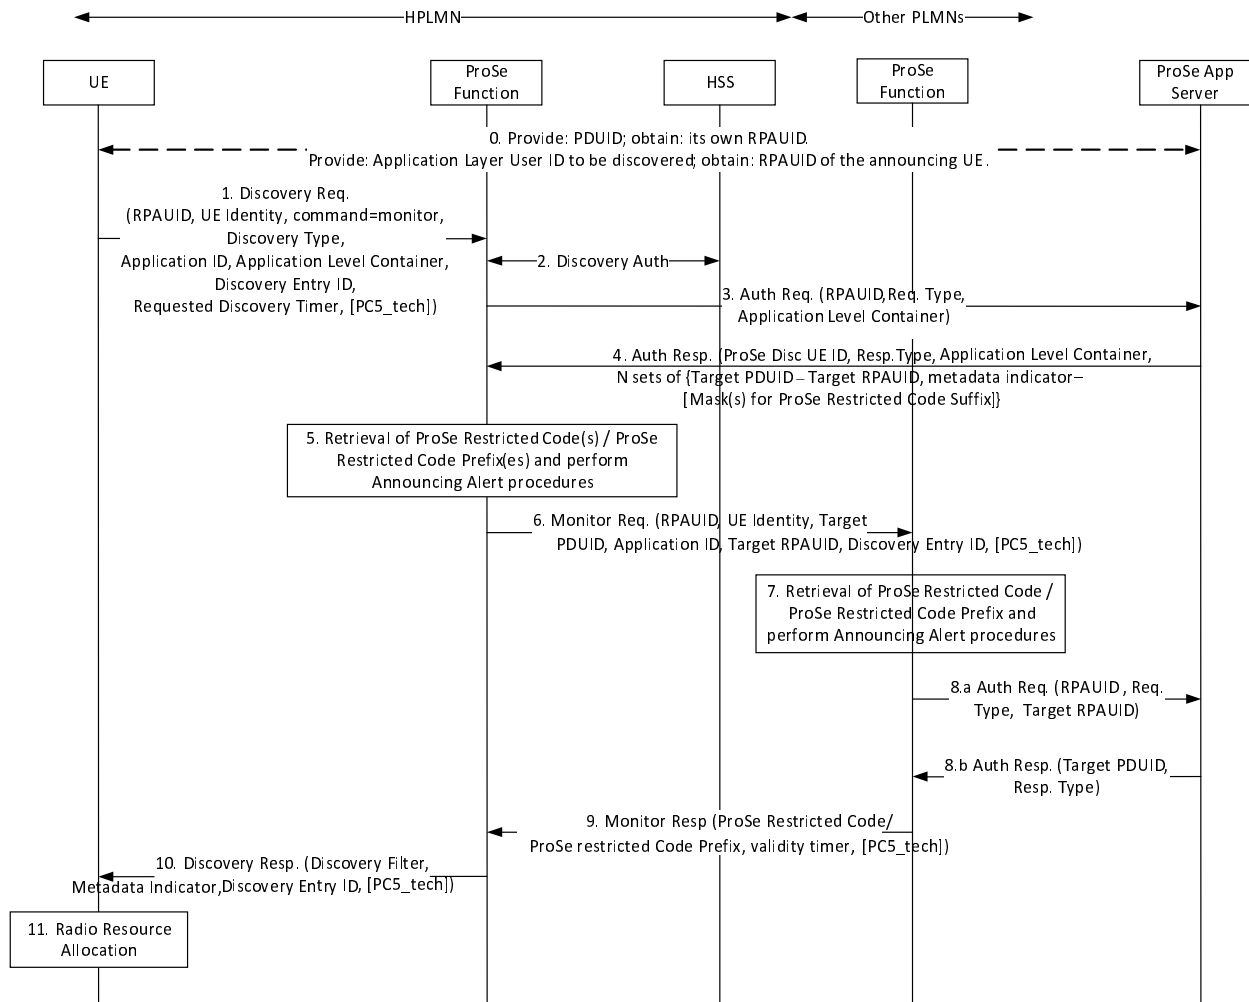 HPLMN
Other PLMNs
UE
ProSe
Function
HSS
ProSe
Function
ProSe App
Server
0. Provide: PDUID; obtain: its own RPAUID.
Provide: Application Layer User ID to be discovered; obtain: RPAUID of the announcing UE.
1. Discovery Req.
(RPAUID, UE Identity, command=monitor,
Discovery Type,
Application ID, Application Level Container,
Discovery Entry ID,
Requested Discovery Timer, [PC5_tech])
2. Discovery Auth
3. Auth Req. (RPAUID,Req. Type,
Application Level Container)
4. Auth Resp. (ProSe Disc UE ID, Resp.Type, Application Level Container,
N sets of {Target PDUID – Target RPAUID, metadata indicator–
[Mask(s) for ProSe Restricted Code Suffix]}
5. Retrieval of ProSe Restricted Code(s) / ProSe
Restricted Code Prefix(es) and perform
Announcing Alert procedures
6. Monitor Req. (RPAUID, UE Identity, Target
PDUID, Application ID, Target RPAUID, Discovery Entry ID, [PC5_tech])
7. Retrieval of ProSe Restricted Code /
ProSe Restricted Code Prefix and
perform Announcing Alert procedures
8.a Auth Req. (RPAUID , Req.
Type, Target RPAUID)
8.b Auth Resp. (Target PDUID,
Resp. Type)
9. Monitor Resp (ProSe Restricted Code/
ProSe restricted Code Prefix, validity timer, [PC5_tech])
10. Discovery Resp. (Discovery Filter,
Metadata Indicator,Discovery Entry ID, [PC5_tech])
11. Radio Resource
Allocation